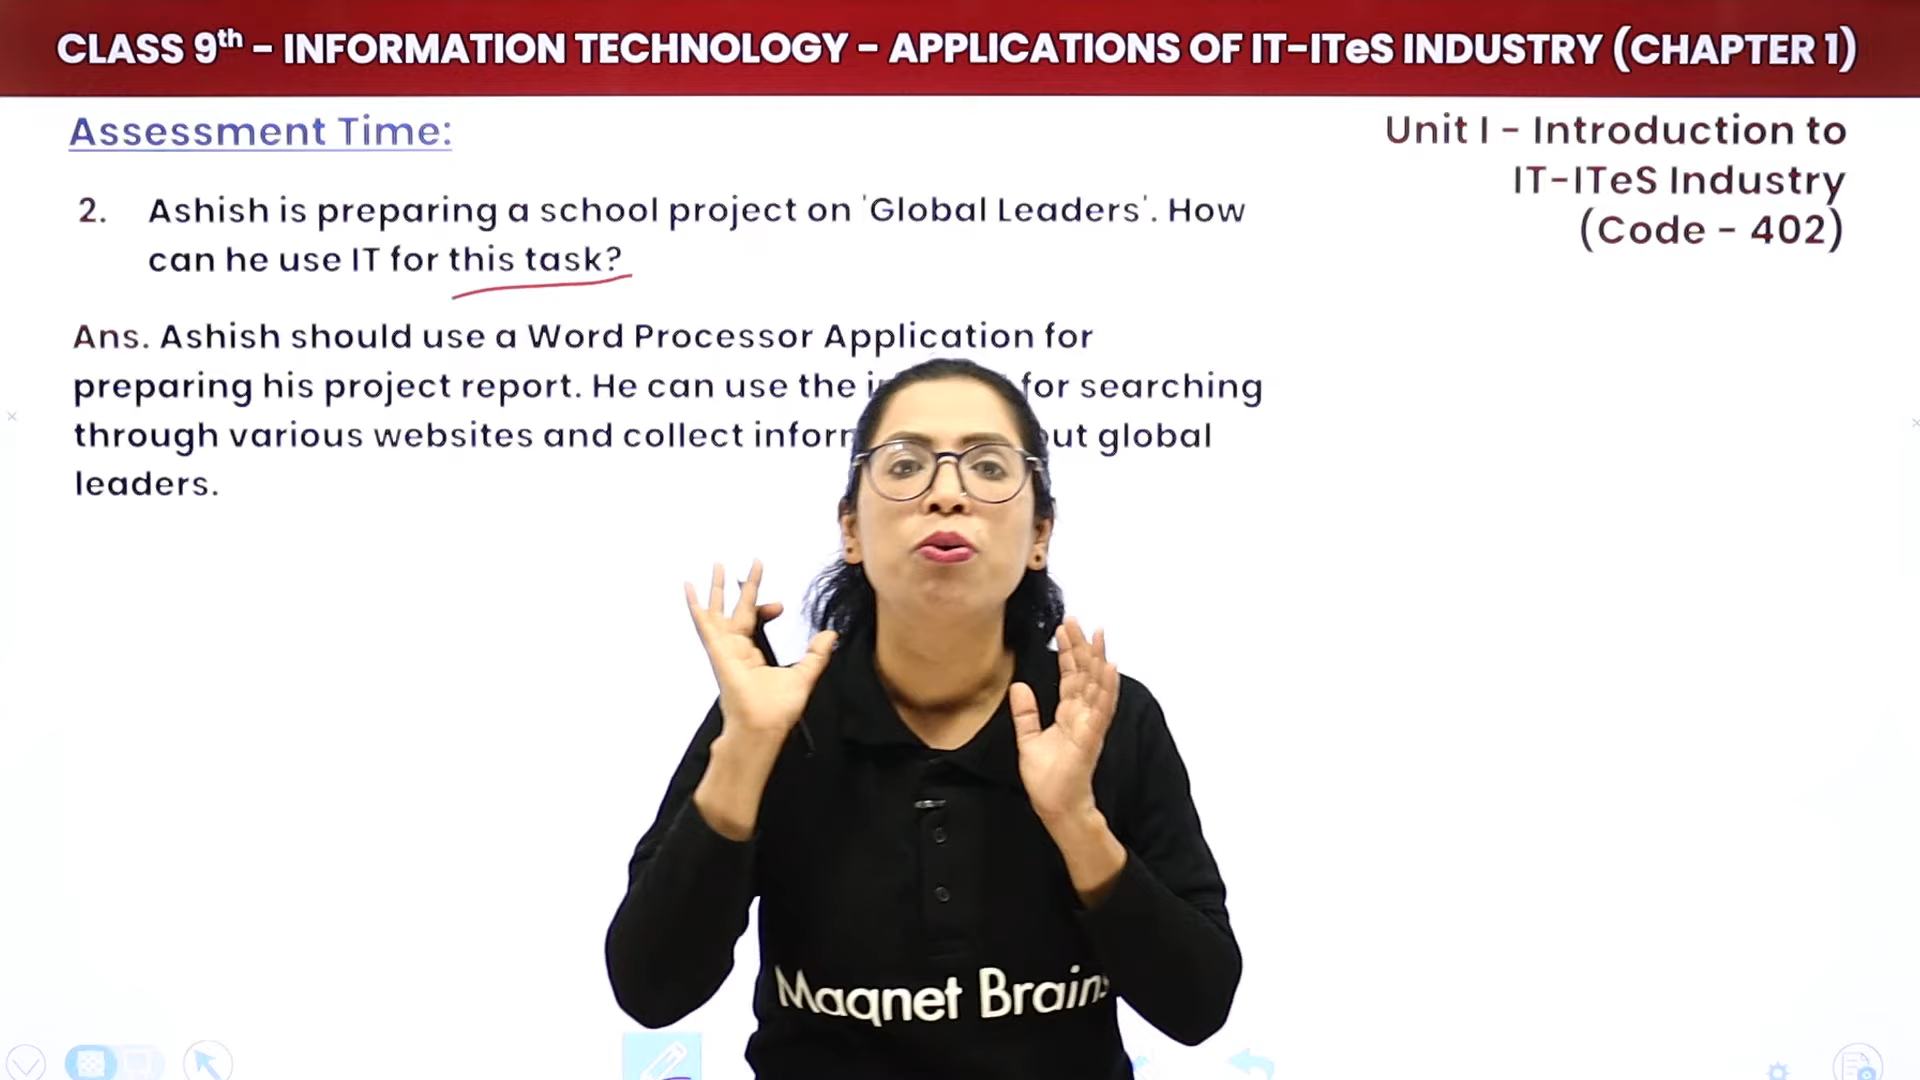 CLASS 9th – INFORMATION TECHNOLOGY – APPLICATIONS OF IT-ITeS INDUSTRY (CHAPTER 1)
Assessment Time:
Unit I - Introduction to
IT-ITeS Industry
(Code - 402)
2. Ashish is preparing a school project on 'Global Leaders'. How
can he use IT for this task?
Ans. Ashish should use a Word Processor Application for
preparing his project report. He can use the for searching
through various websites and collect global
leaders.
Magnet Brains